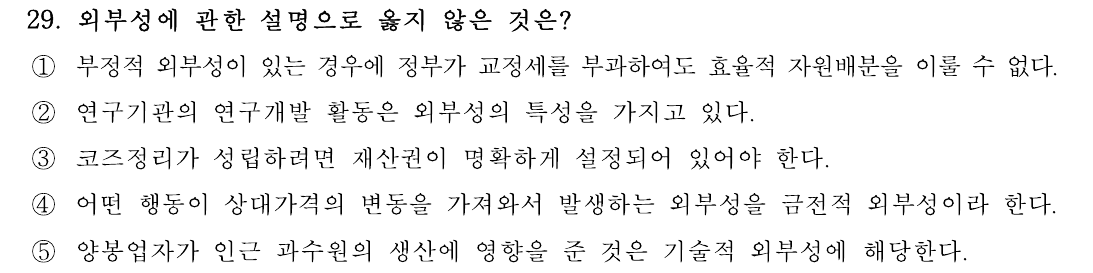 29. 외부성에 관한 설명으로 옳지 않은 것은?
① 부정적 외부성이 있는 경우에 정부가 교정세를 부과하여도 효율적 자원배분을 이룰 수 없다.
② 연구기관의 연구개발 활동은 외부성의 특성을 가지고 있다.
③ 코즈정리가 성립하려면 재산권이 명확하게 설정되어 있어야 한다.
④ 어떤 행동이 상대가격의 변동을 가져와서 발생하는 외부성을 금전적 외부성이라 한다.
⑤ 양봉업자가 인근 과수원의 생산에 영향을 준 것은 기술적 외부성에 해당한다.